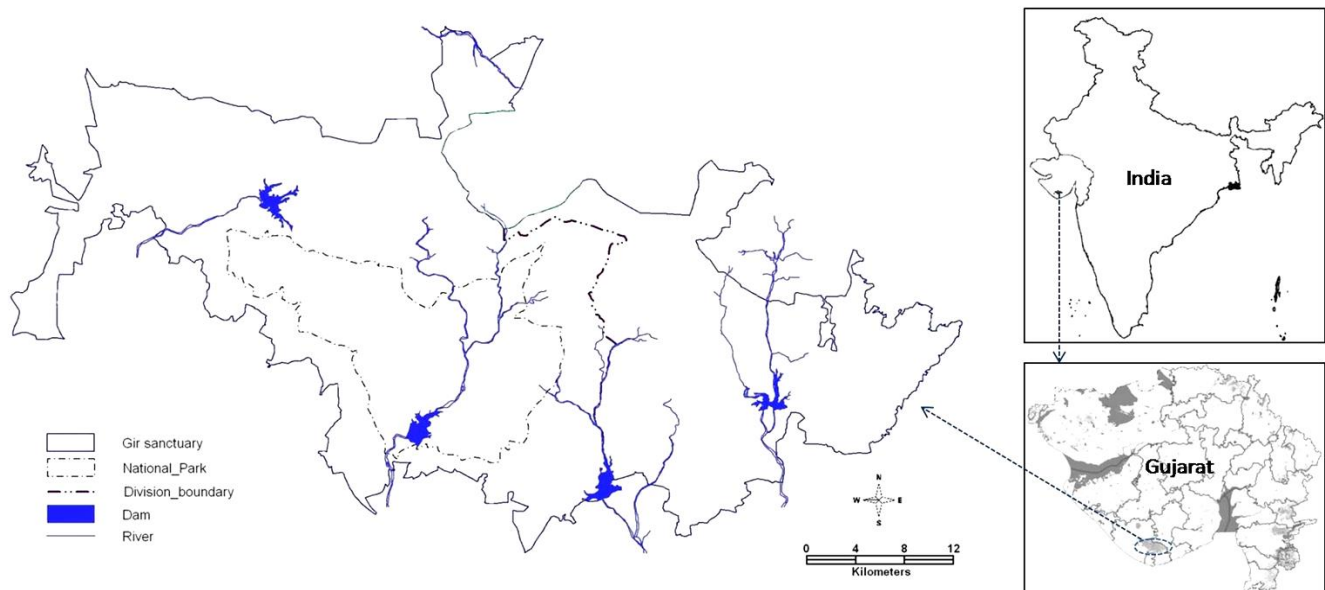 India
Gujarat
Gir sanctuary
National_Park
Division_boundary
Dam
River
N
W E
S
0 4 8 12
Kilometers